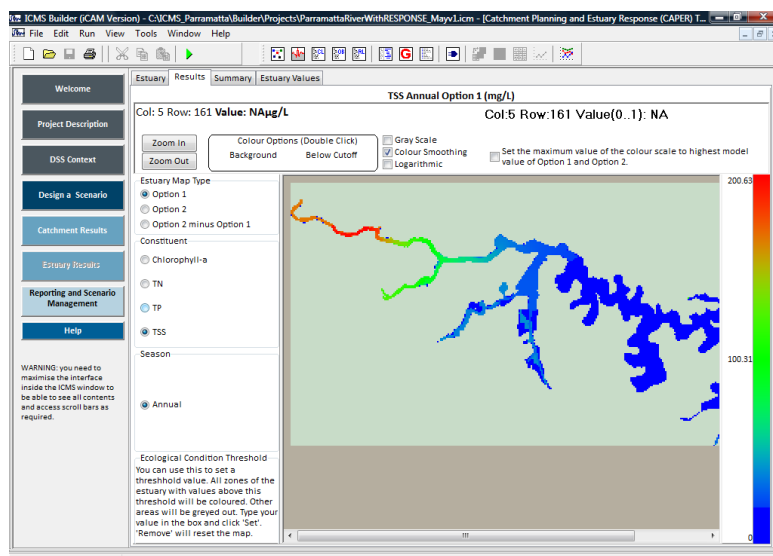 ICMS Builder (iCAM Version) - C:\ICMS_Parramatta\Builder\Projects\ParramattaRiverWithRESPONSE_Mayv1.icm - [Catchment Planning and Estuary Response (CAPER) T...
File Edit Run View Tools Window Help
Welcome
Project Description
DSS Context
Design a Scenario
Catchment Results
Estuary Results
Reporting and Scenario
Management
Help
WARNING: you need to
maximise the interface
inside the ICMS window to
be able to see all contents
and access scroll bars as
required.
Estuary Results Summary Estuary Values
TSS Annual Option 1 (mg/L)
Col: 5 Row: 161 Value: NAµg/L
Col:5 Row:161 Value(0..1): NA
Zoom In
Zoom Out
Colour Options (Double Click)
Background Below Cutoff
Gray Scale
Colour Smoothing
Logarithmic
Set the maximum value of the colour scale to highest model
value of Option 1 and Option 2.
Estuary Map Type
Option 1
Option 2
Option 2 minus Option 1
Constituent
Chlorophyll-a
TN
TP
TSS
Season
Annual
Ecological Condition Threshold
You can use this to set a
threshhold value. All zones of the
estuary with values above this
threshold will be coloured. Other
areas will be greyed out. Type your
value in the box and click 'Set'.
'Remove' will reset the map.
200.63
100.31
0